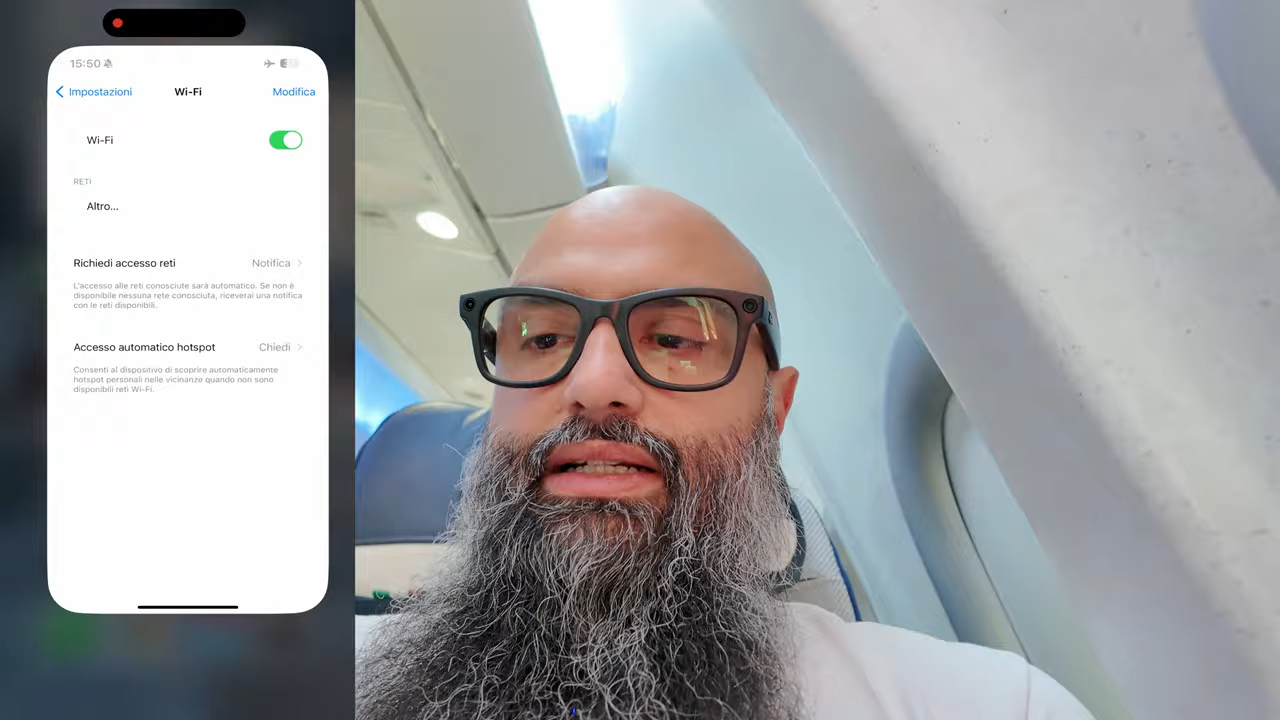 15:50
Impostazioni
Wi-Fi
Modifica
Wi-Fi
RETI
Altro...
Richiedi accesso reti
Notifica
L'accesso alle reti conosciute sarà automatico. Se non è
disponibile nessuna rete conosciuta, riceverai una notifica
con le reti disponibili.
Accesso automatico hotspot
Chiedi
Consenti al dispositivo di scoprire automaticamente
hotspot personali nelle vicinanze quando non sono
disponibili reti Wi-Fi.